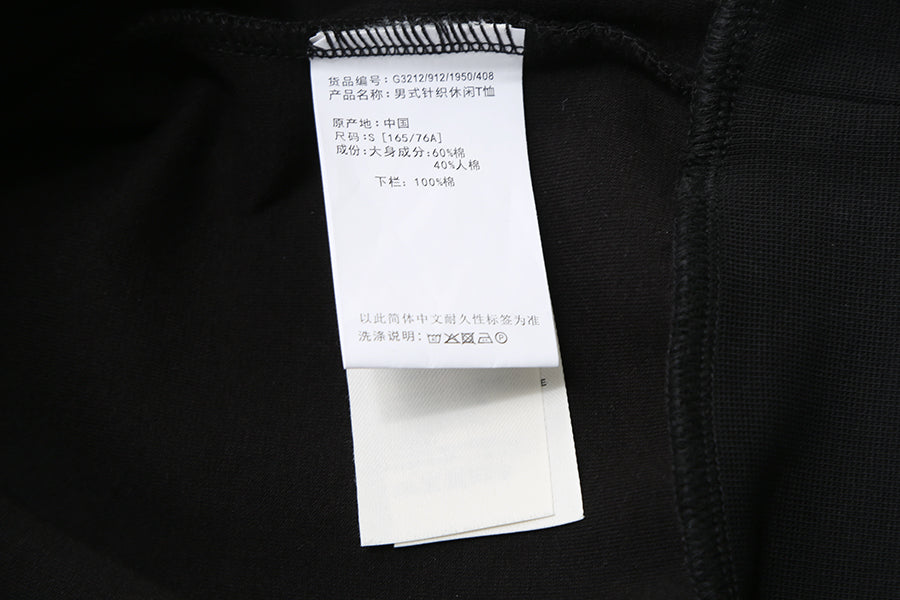 货品编号: G3212/912/1950/408
产品名称: 男式针织休闲T恤
原产地: 中国
尺码: S [165/76A]
成份: 大身成分: 60%棉
40%人棉
下栏: 100%棉
以此简体中文耐久性标签为准
洗涤说明:
E